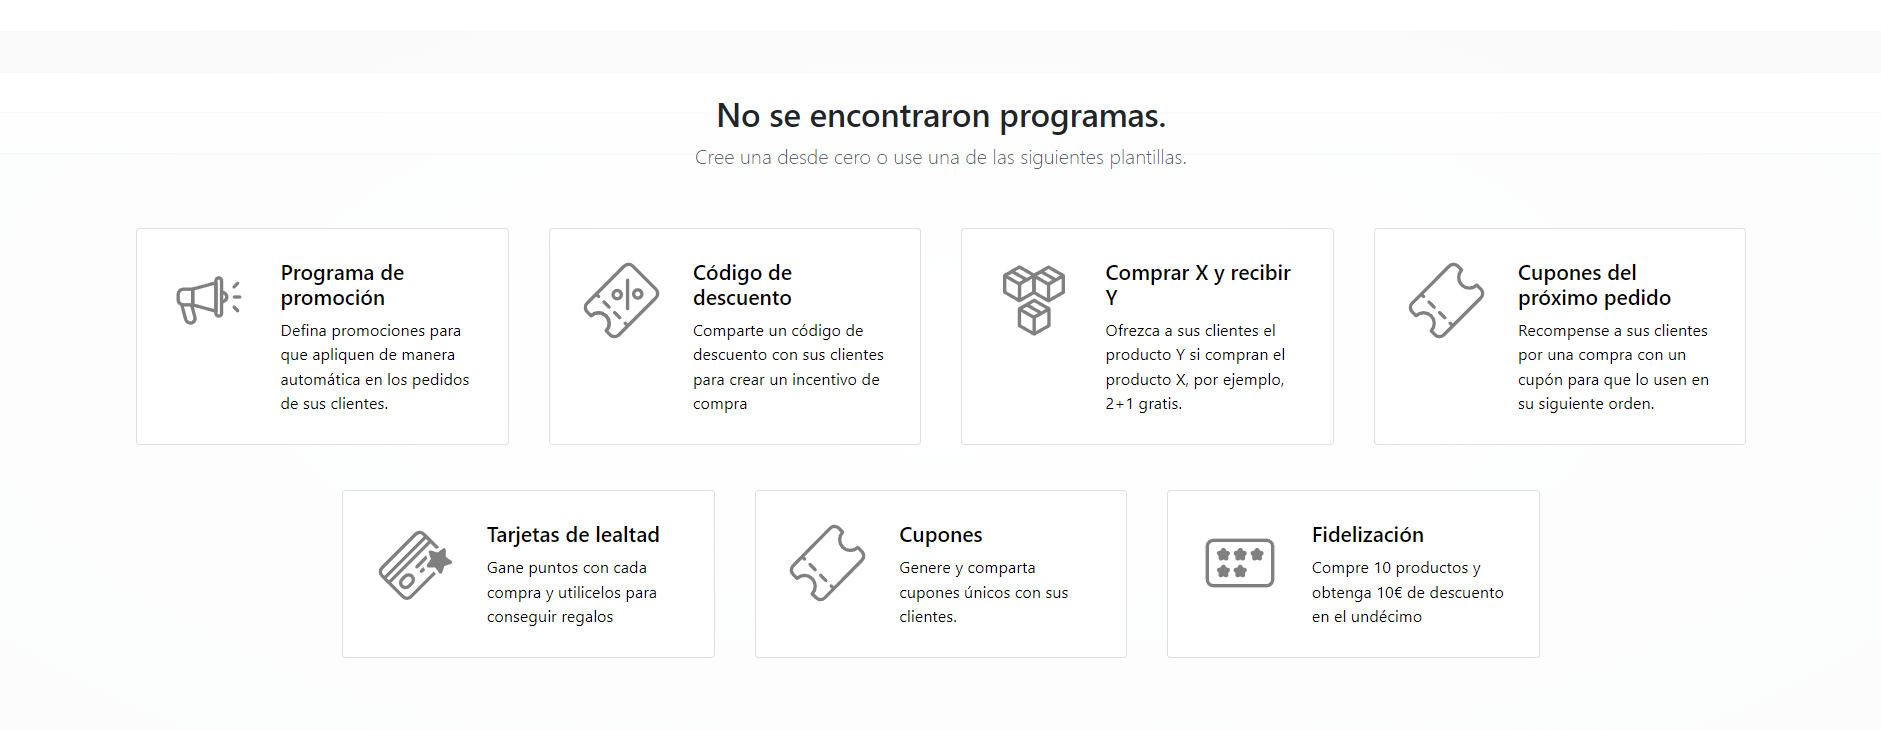 No se encontraron programas.
Cree una desde cero o use una de las siguientes plantillas.
Programa de
promoción
Defina promociones para
que apliquen de manera
automática en los pedidos
de sus clientes.
Código de
descuento
Comparte un código de
descuento con sus clientes
para crear un incentivo de
compra
Comprar X y recibir
Y
Ofrezca a sus clientes el
producto Y si compran el
producto X, por ejemplo,
2+1 gratis.
Cupones del
próximo pedido
Recompense a sus clientes
por una compra con un
cupón para que lo usen en
su siguiente orden.
Tarjetas de lealtad
Gane puntos con cada
compra y utilicelos para
conseguir regalos
Cupones
Genere y comparta
cupones únicos con sus
clientes.
Fidelización
Compre 10 productos y
obtenga 10€ de descuento
en el undécimo